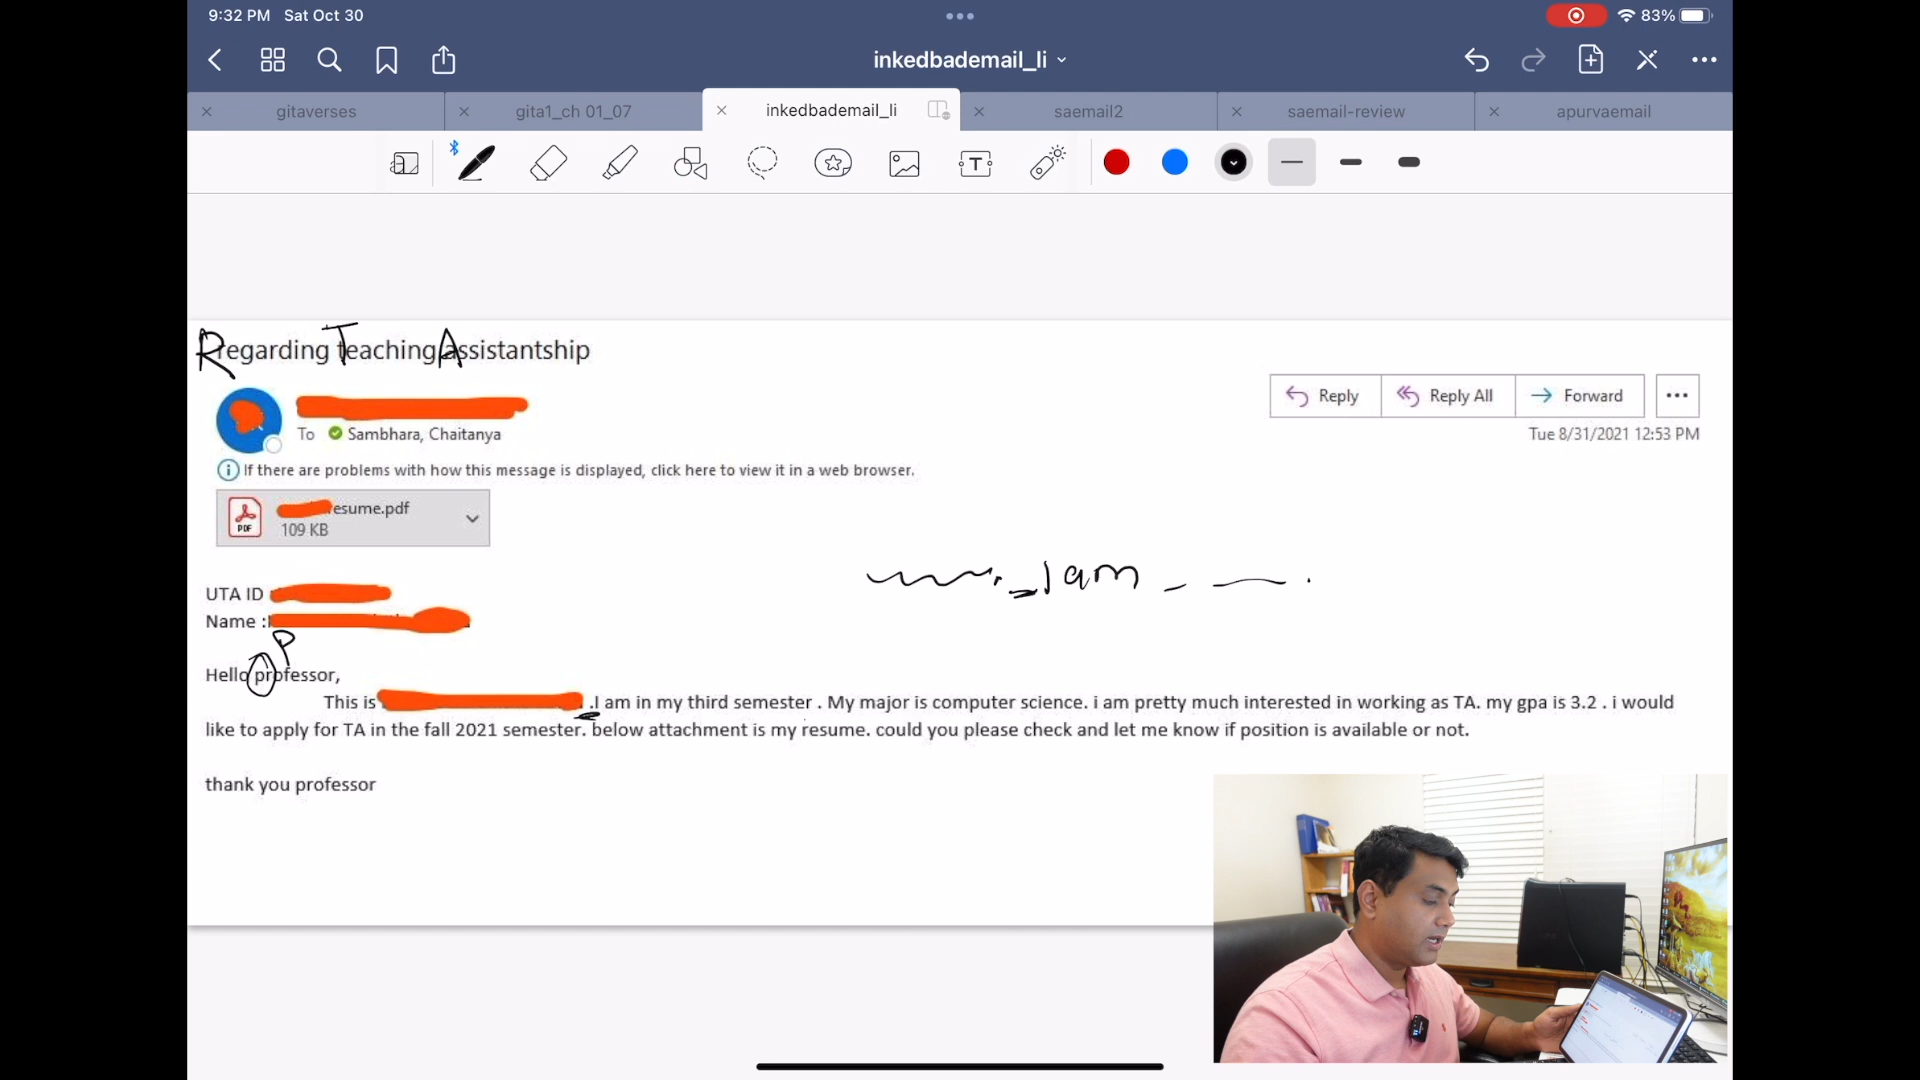 9:32 PM Sat Oct 30
83%
inkedbademail_li
gitaverses
gita1_ch 01_07
inkedbademail_li
saemail2
saemail-review
apurvaemail
R T A
regarding teaching assistantship
Reply
Reply All
Forward
To Sambhara, Chaitanya
Tue 8/31/2021 12:53 PM
If there are problems with how this message is displayed, click here to view it in a web browser.
PDF
esume.pdf
109 KB
. I am
UTA ID
Name :
P
Hello professor,
This is .I am in my third semester . My major is computer science. i am pretty much interested in working as TA. my gpa is 3.2 . i would
like to apply for TA in the fall 2021 semester. below attachment is my resume. could you please check and let me know if position is available or not.
thank you professor